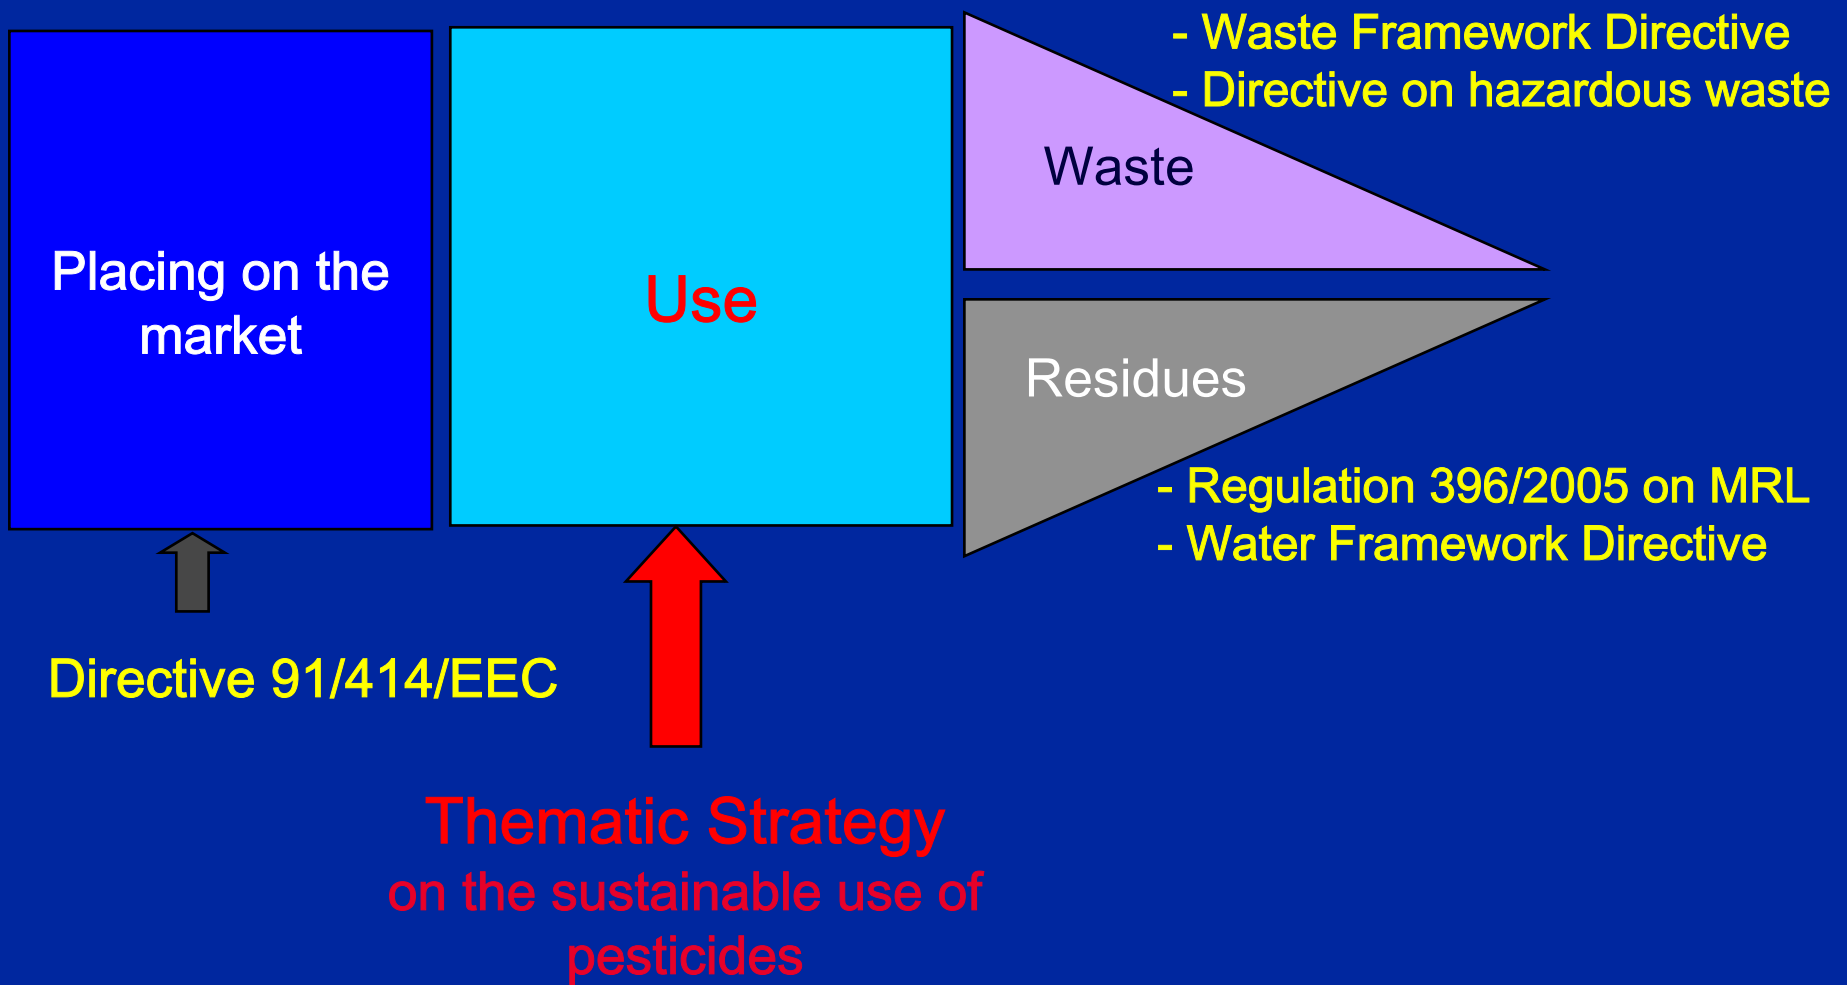 Placing on the
market
Use
Waste
- Waste Framework Directive
- Directive on hazardous waste
Residues
- Regulation 396/2005 on MRL
- Water Framework Directive
Directive 91/414/EEC
Thematic Strategy
on the sustainable use of
pesticides